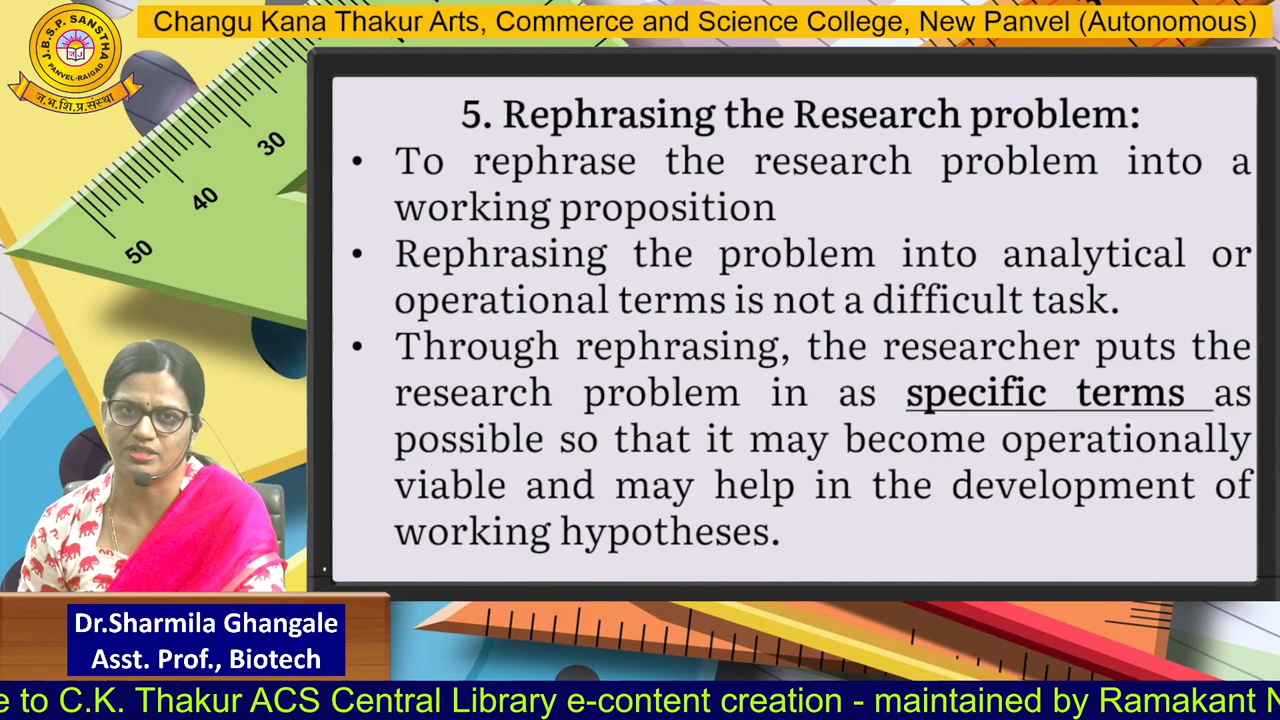 Changu Kana Thakur Arts, Commerce and Science College, New Panvel (Autonomous)
J.B.S.P. SANSTHA
PANVEL-RAIGAD
ज.भ.शि.प्र.संस्था
30
40
50
5. Rephrasing the Research problem:
• To rephrase the research problem into a
working proposition
• Rephrasing the problem into analytical or
operational terms is not a difficult task.
• Through rephrasing, the researcher puts the
research problem in as specific terms as
possible so that it may become operationally
viable and may help in the development of
working hypotheses.
Dr.Sharmila Ghangale
Asst. Prof., Biotech
e to C.K. Thakur ACS Central Library e-content creation - maintained by Ramakant N